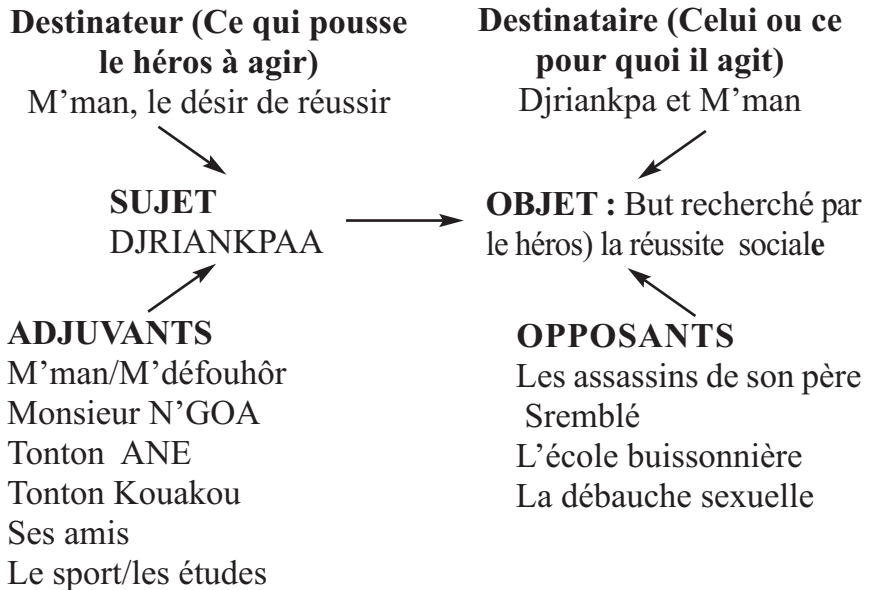 Destinateur (Ce qui pousse
le héros à agir)
M'man, le désir de réussir
Destinataire (Celui ou ce
pour quoi il agit)
Djriankpa et M'man
SUJET
DJRIANKPAA
OBJET : But recherché par
le héros) la réussite sociale
ADJUVANTS
M'man/M'défouhôr
Monsieur N'GOA
Tonton ANE
Tonton Kouakou
Ses amis
Le sport/les études
OPPOSANTS
Les assassins de son père
Sremblé
L'école buissonnière
La débauche sexuelle